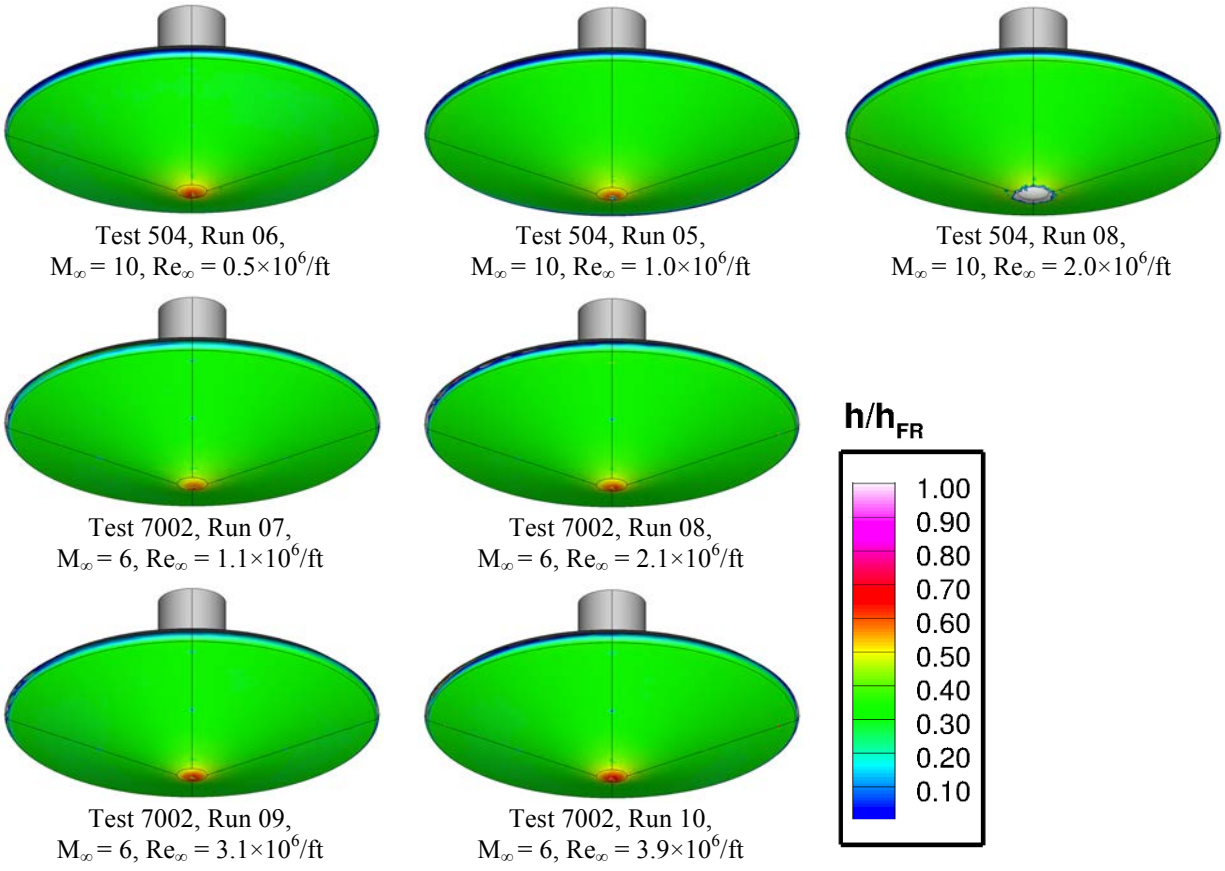 Test 504, Run 06,
M∞ = 10, Re∞ = 0.5×10⁶/ft
Test 504, Run 05,
M∞ = 10, Re∞ = 1.0×10⁶/ft
Test 504, Run 08,
M∞ = 10, Re∞ = 2.0×10⁶/ft
Test 7002, Run 07,
M∞ = 6, Re∞ = 1.1×10⁶/ft
Test 7002, Run 08,
M∞ = 6, Re∞ = 2.1×10⁶/ft
h/hFR
1.00
0.90
0.80
0.70
0.60
0.50
0.40
0.30
0.20
0.10
Test 7002, Run 09,
M∞ = 6, Re∞ = 3.1×10⁶/ft
Test 7002, Run 10,
M∞ = 6, Re∞ = 3.9×10⁶/ft